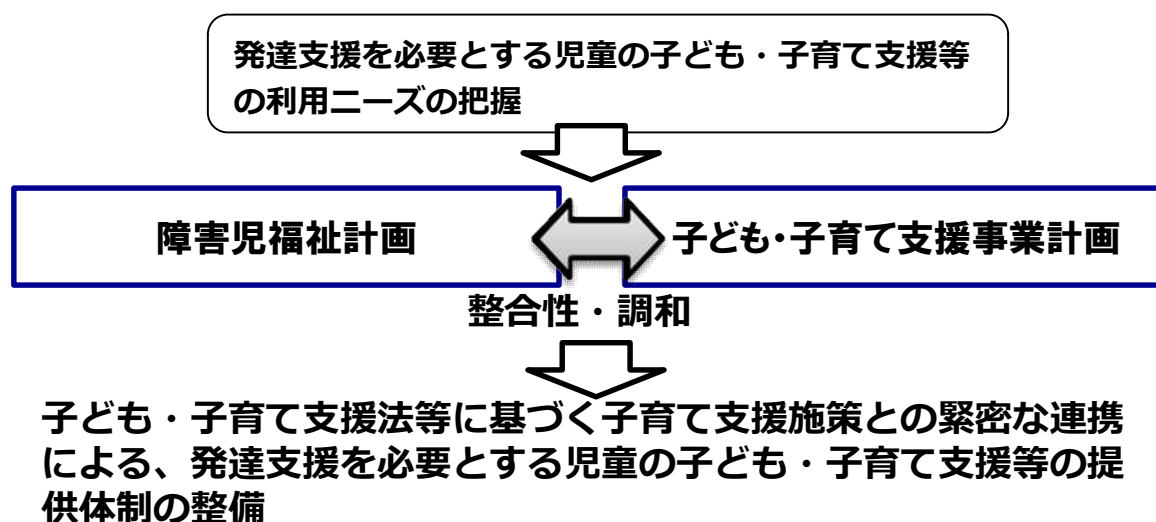 発達支援を必要とする児童の子ども・子育て支援等
の利用ニーズの把握
障害児福祉計画
子ども・子育て支援事業計画
整合性・調和
子ども・子育て支援法等に基づく子育て支援施策との緊密な連携
による、発達支援を必要とする児童の子ども・子育て支援等の提
供体制の整備